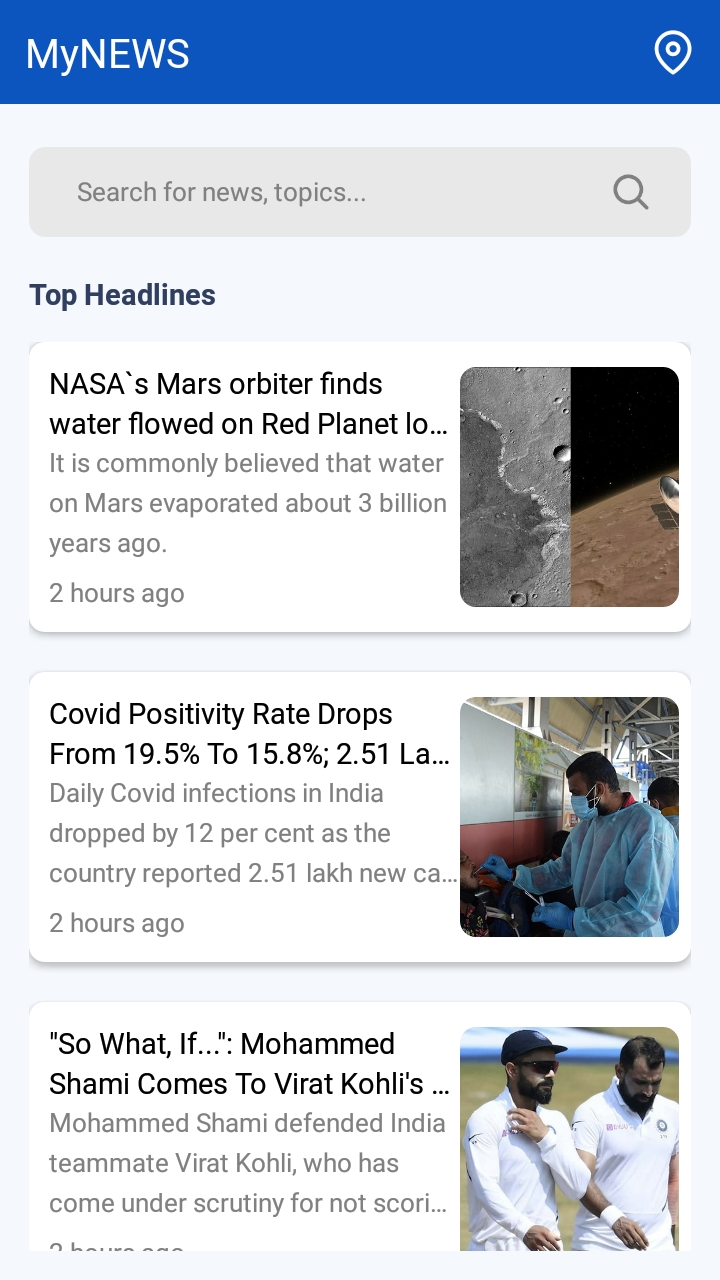 MyNEWS
Search for news, topics...
Top Headlines
NASA`s Mars orbiter finds
water flowed on Red Planet lo...
It is commonly believed that water
on Mars evaporated about 3 billion
years ago.
2 hours ago
Covid Positivity Rate Drops
From 19.5% To 15.8%; 2.51 La...
Daily Covid infections in India
dropped by 12 per cent as the
country reported 2.51 lakh new ca...
2 hours ago
"So What, If...": Mohammed
Shami Comes To Virat Kohli's ...
Mohammed Shami defended India
teammate Virat Kohli, who has
come under scrutiny for not scori...
2 hours ago